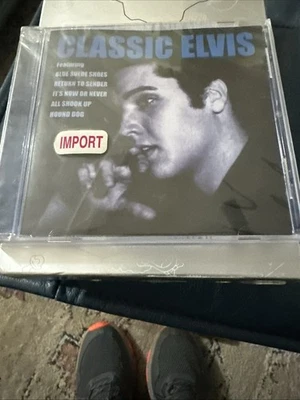 CLASSIC ELVIS
Featuring
BLUE SUEDE SHOES
RETURN TO SENDER
IT'S NOW OR NEVER
ALL SHOOK UP
HOUND DOG
IMPORT